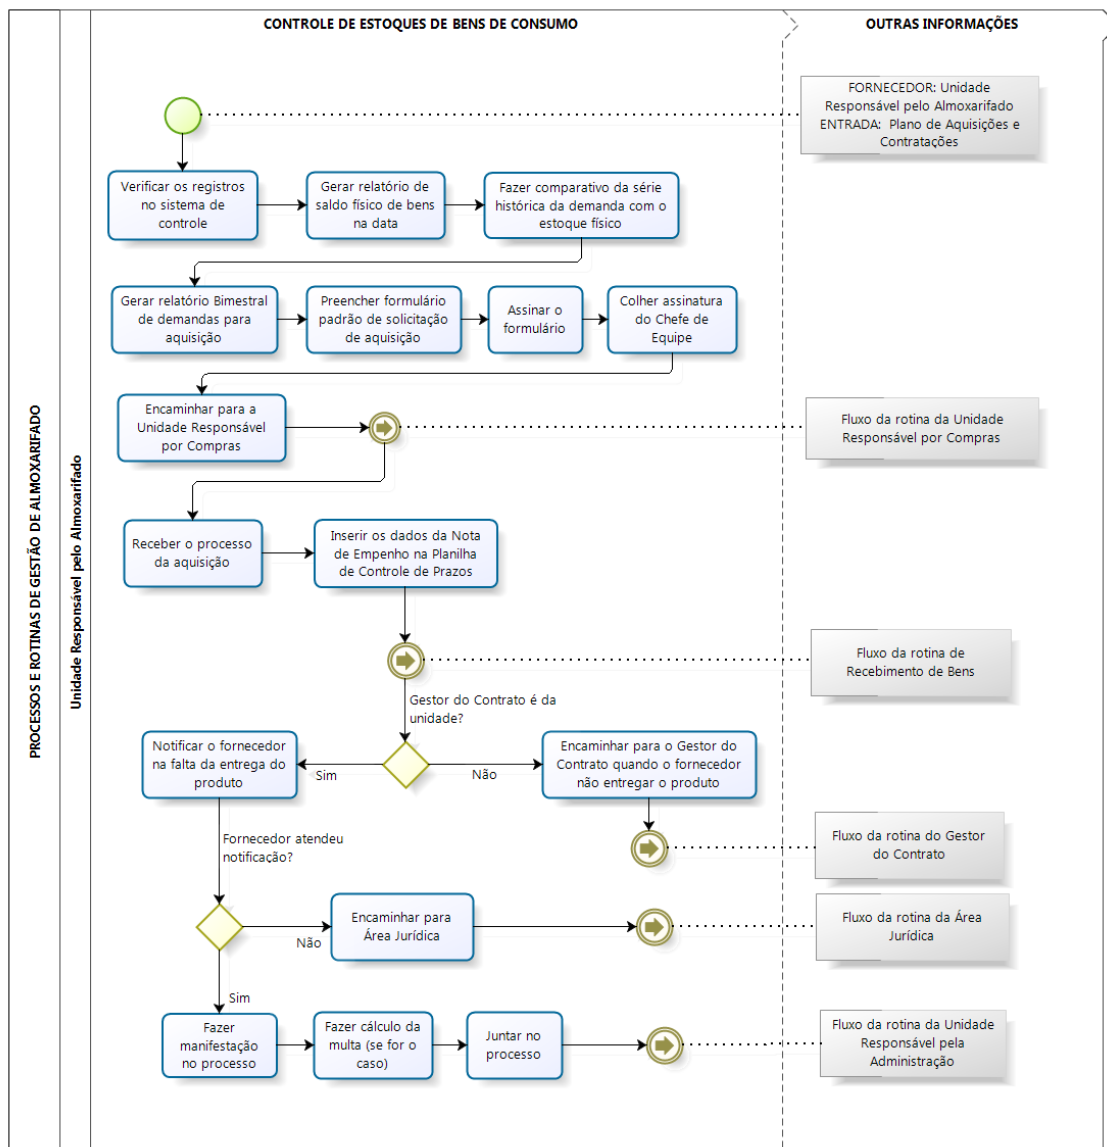 CONTROLE DE ESTOQUES DE BENS DE CONSUMO
OUTRAS INFORMAÇÕES
PROCESSOS E ROTINAS DE GESTÃO DE ALMOXARIFADO
Unidade Responsável pelo Almoxarifado
FORNECEDOR: Unidade
Responsável pelo Almoxarifado
ENTRADA: Plano de Aquisições e
Contratações
Verificar os registros
no sistema de
controle
Gerar relatório de
saldo físico de bens
na data
Fazer comparativo da série
histórica da demanda com o
estoque físico
Gerar relatório Bimestral
de demandas para
aquisição
Preencher formulário
padrão de solicitação
de aquisição
Assinar o
formulário
Colher assinatura
do Chefe de
Equipe
Encaminhar para a
Unidade Responsável
por Compras
Fluxo da rotina da Unidade
Responsável por Compras
Receber o processo
da aquisição
Inserir os dados da Nota
de Empenho na Planilha
de Controle de Prazos
Fluxo da rotina de
Recebimento de Bens
Gestor do Contrato é da
unidade?
Notificar o fornecedor
na falta da entrega do
produto
Sim
Não
Encaminhar para o Gestor do
Contrato quando o fornecedor
não entregar o produto
Fluxo da rotina do Gestor
do Contrato
Fornecedor atendeu
notificação?
Não
Encaminhar para
Área Jurídica
Fluxo da rotina da Área
Jurídica
Sim
Fazer
manifestação
no processo
Fazer cálculo da
multa (se for o
caso)
Juntar no
processo
Fluxo da rotina da Unidade
Responsável pela
Administração